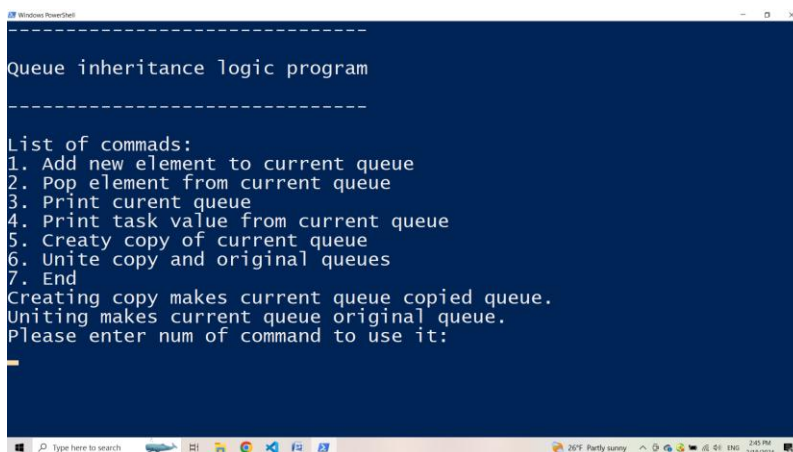 Windows PowerShell
--------------------------------
Queue inheritance logic program
--------------------------------
List of commads:
1. Add new element to current queue
2. Pop element from current queue
3. Print curent queue
4. Print task value from current queue
5. Creaty copy of current queue
6. Unite copy and original queues
7. End
Creating copy makes current queue copied queue.
Uniting makes current queue original queue.
Please enter num of command to use it:
Type here to search
26°F Partly sunny
ENG
2:45 PM